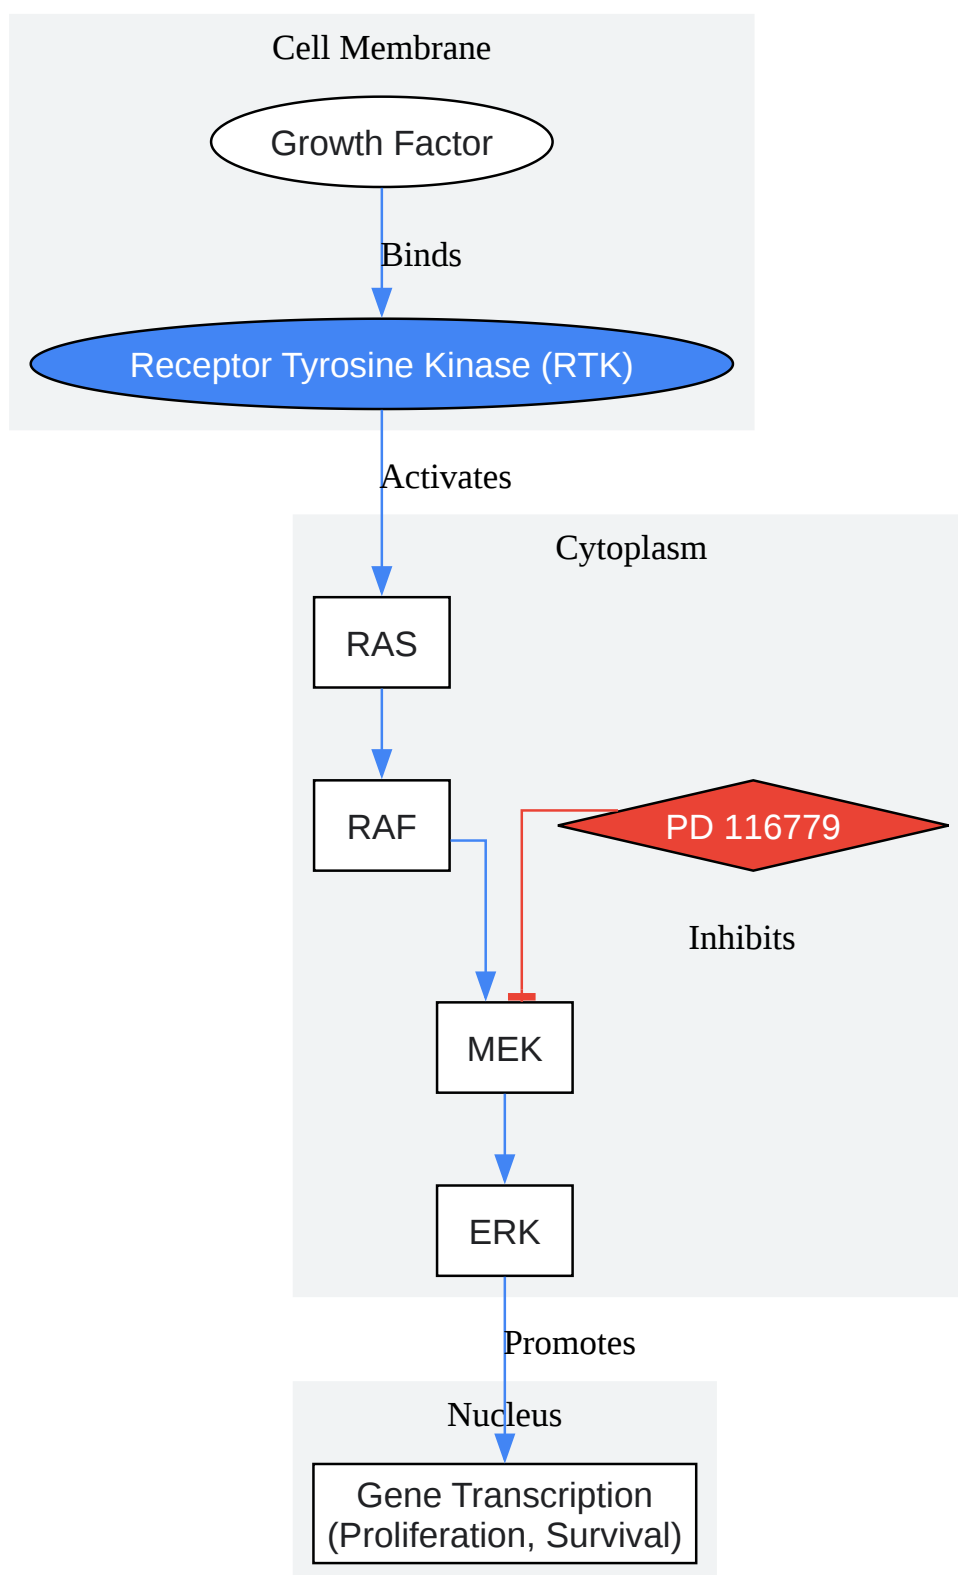 Cell Membrane
Growth Factor
Binds
Receptor Tyrosine Kinase (RTK)
Activates
Cytoplasm
RAS
RAF
PD 116779
Inhibits
MEK
ERK
Promotes
Nucleus
Gene Transcription
(Proliferation, Survival)